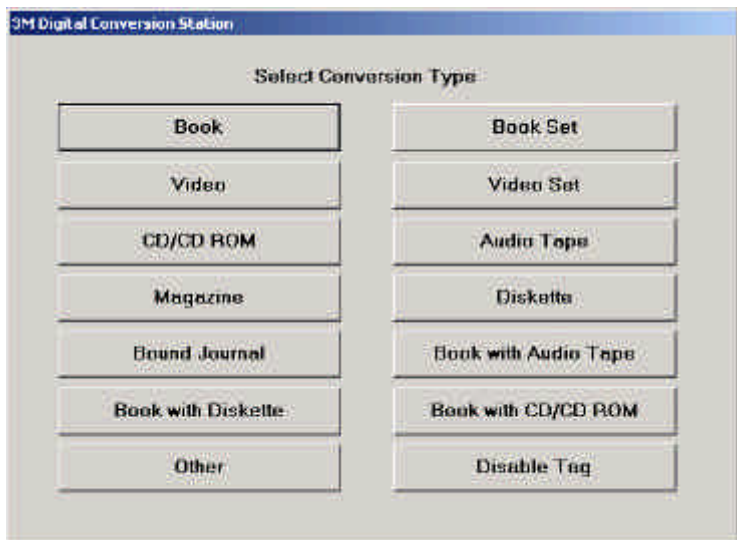 3M Digital Conversion Station
Select Conversion Type
Book
Book Set
Video
Video Set
CD/CD ROM
Audio Tape
Magazine
Diskette
Bound Journal
Book with Audio Tape
Book with Diskette
Book with CD/CD ROM
Other
Disable Tag